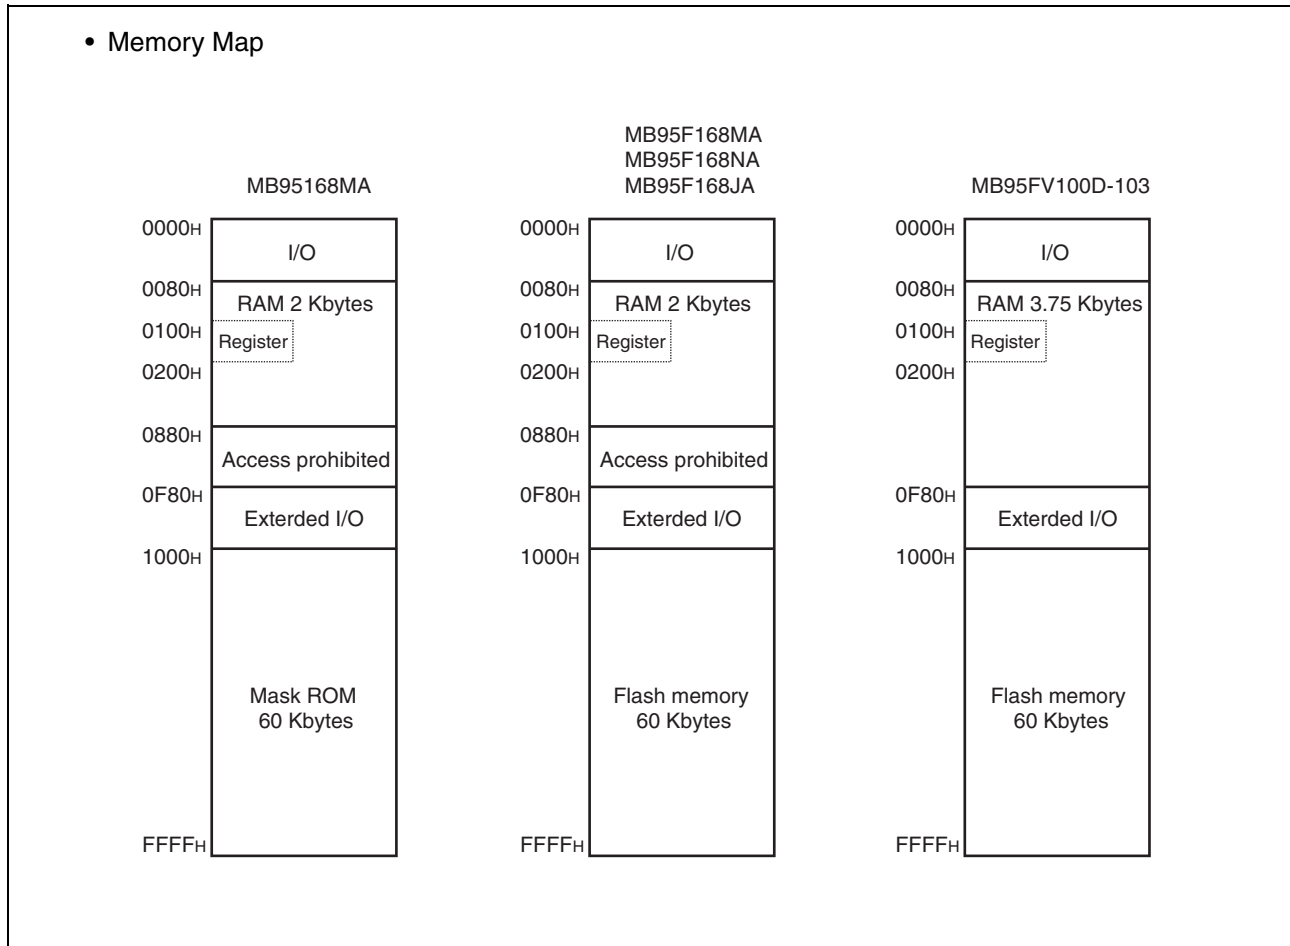 • Memory Map
MB95168MA
0000H
I/O
0080H
RAM 2 Kbytes
0100H
Register
0200H
0880H
Access prohibited
0F80H
Exterded I/O
1000H
Mask ROM
60 Kbytes
FFFFH
MB95F168MA
MB95F168NA
MB95F168JA
0000H
I/O
0080H
RAM 2 Kbytes
0100H
Register
0200H
0880H
Access prohibited
0F80H
Exterded I/O
1000H
Flash memory
60 Kbytes
FFFFH
MB95FV100D-103
0000H
I/O
0080H
RAM 3.75 Kbytes
0100H
Register
0200H
0F80H
Exterded I/O
1000H
Flash memory
60 Kbytes
FFFFH